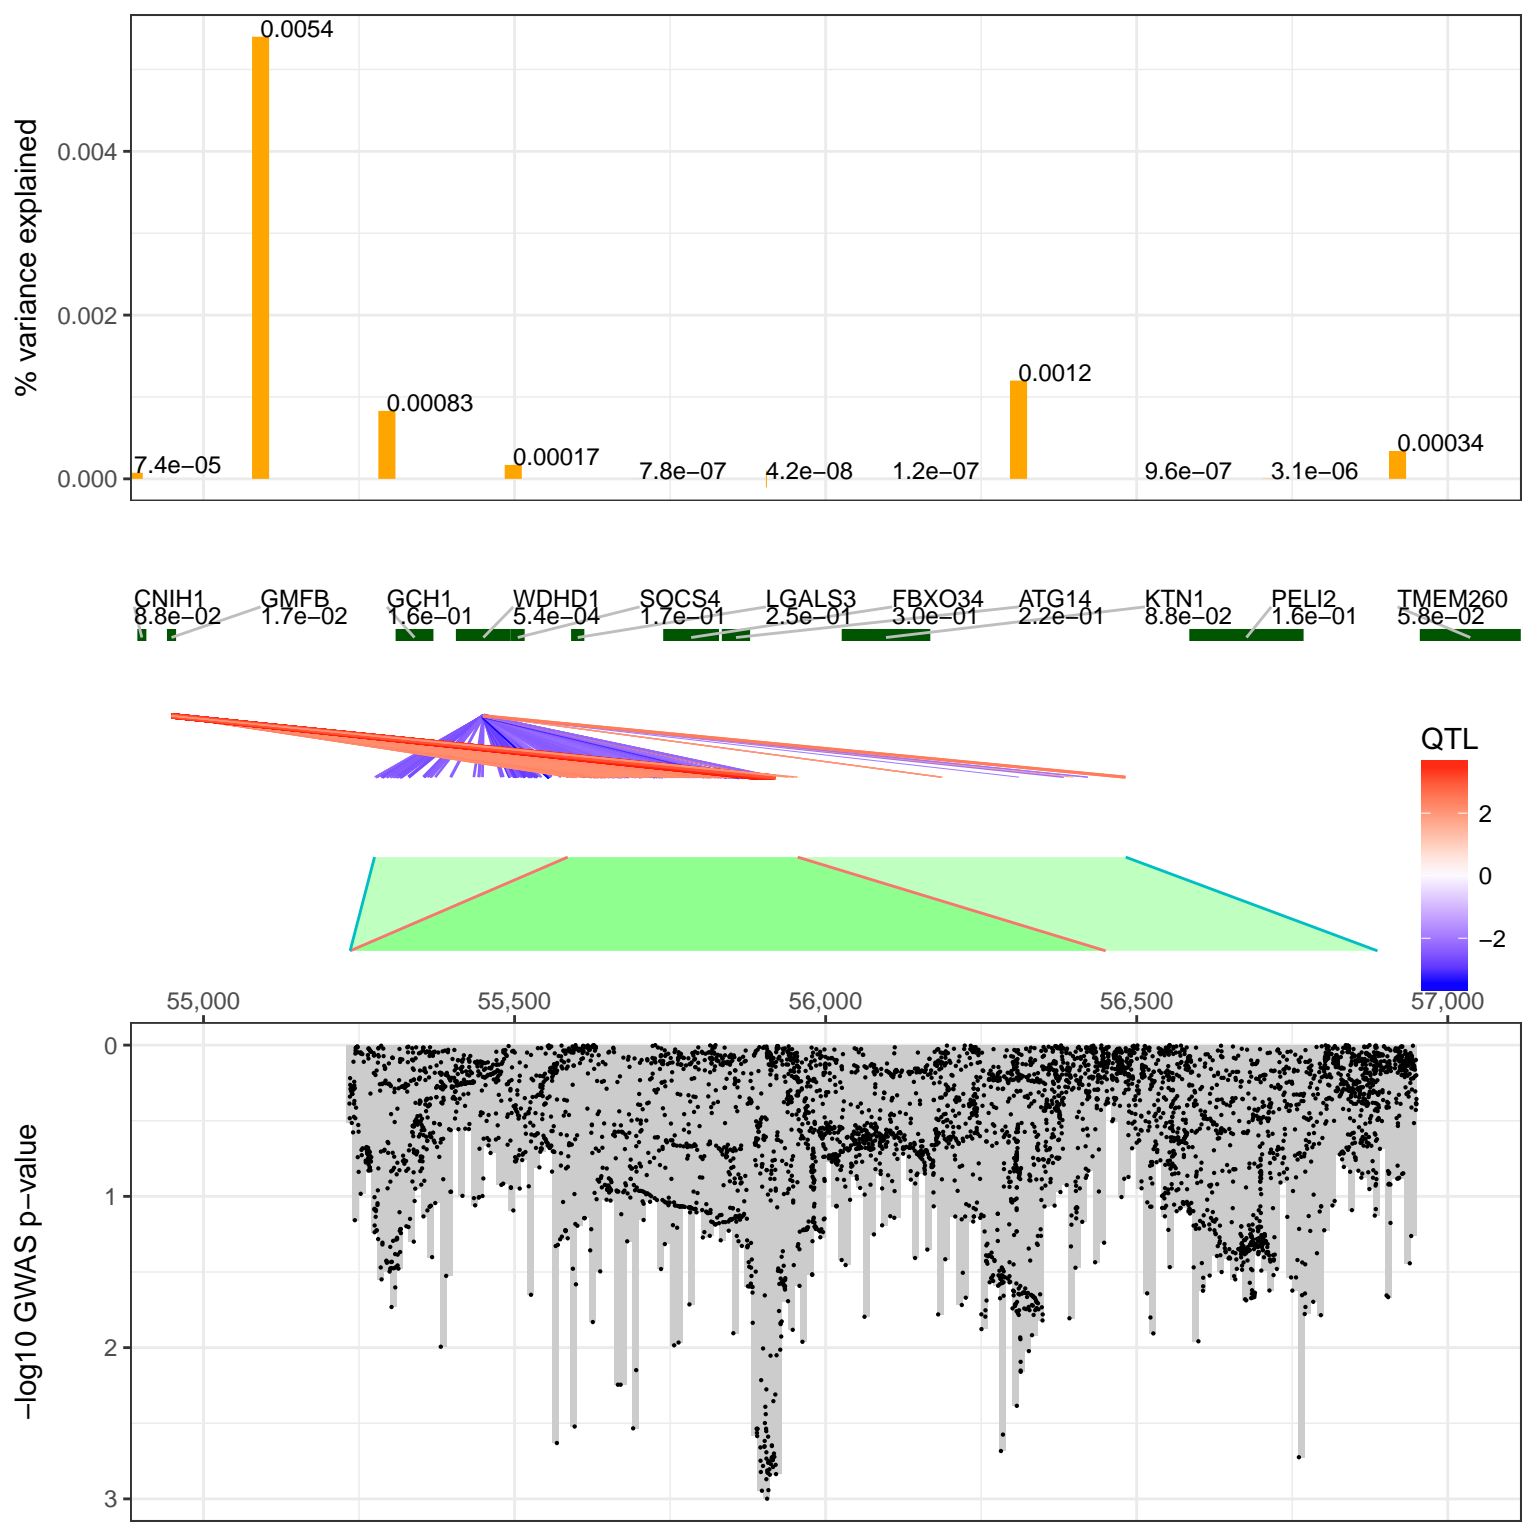 % variance explained
0.004
0.002
0.000
0.0054
0.00083
0.0012
7.4e−05
0.00017
7.8e−07
4.2e−08
1.2e−07
9.6e−07
3.1e−06
0.00034
CNIH1 GMFB GCH1 WDHD1 SOCS4 LGALS3 FBXO34 ATG14 KTN1 PELI2 TMEM260
8.8e−02 1.7e−02 1.6e−01 5.4e−04 1.7e−01 2.5e−01 3.0e−01 2.2e−01 8.8e−02 1.6e−01 5.8e−02
QTL
2
0
−2
55,000 55,500 56,000 56,500 57,000
−log10 GWAS p−value
0
1
2
3